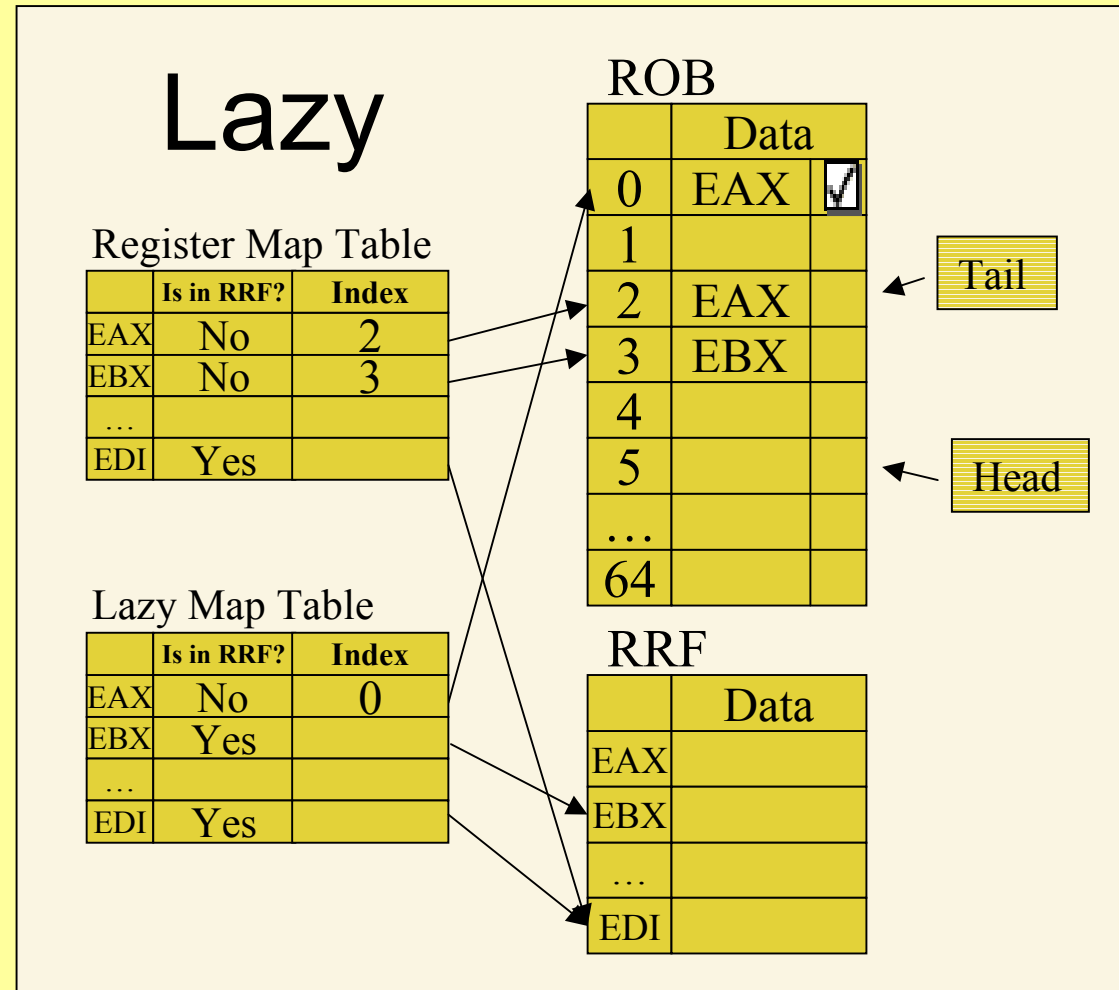 Lazy
Register Map Table
Is in RRF? Index
EAX No 2
EBX No 3
…
EDI Yes
Lazy Map Table
Is in RRF? Index
EAX No 0
EBX Yes
…
EDI Yes
ROB
Data
0 EAX
1
2 EAX
3 EBX
4
5
…
64
Tail
Head
RRF
Data
EAX
EBX
…
EDI